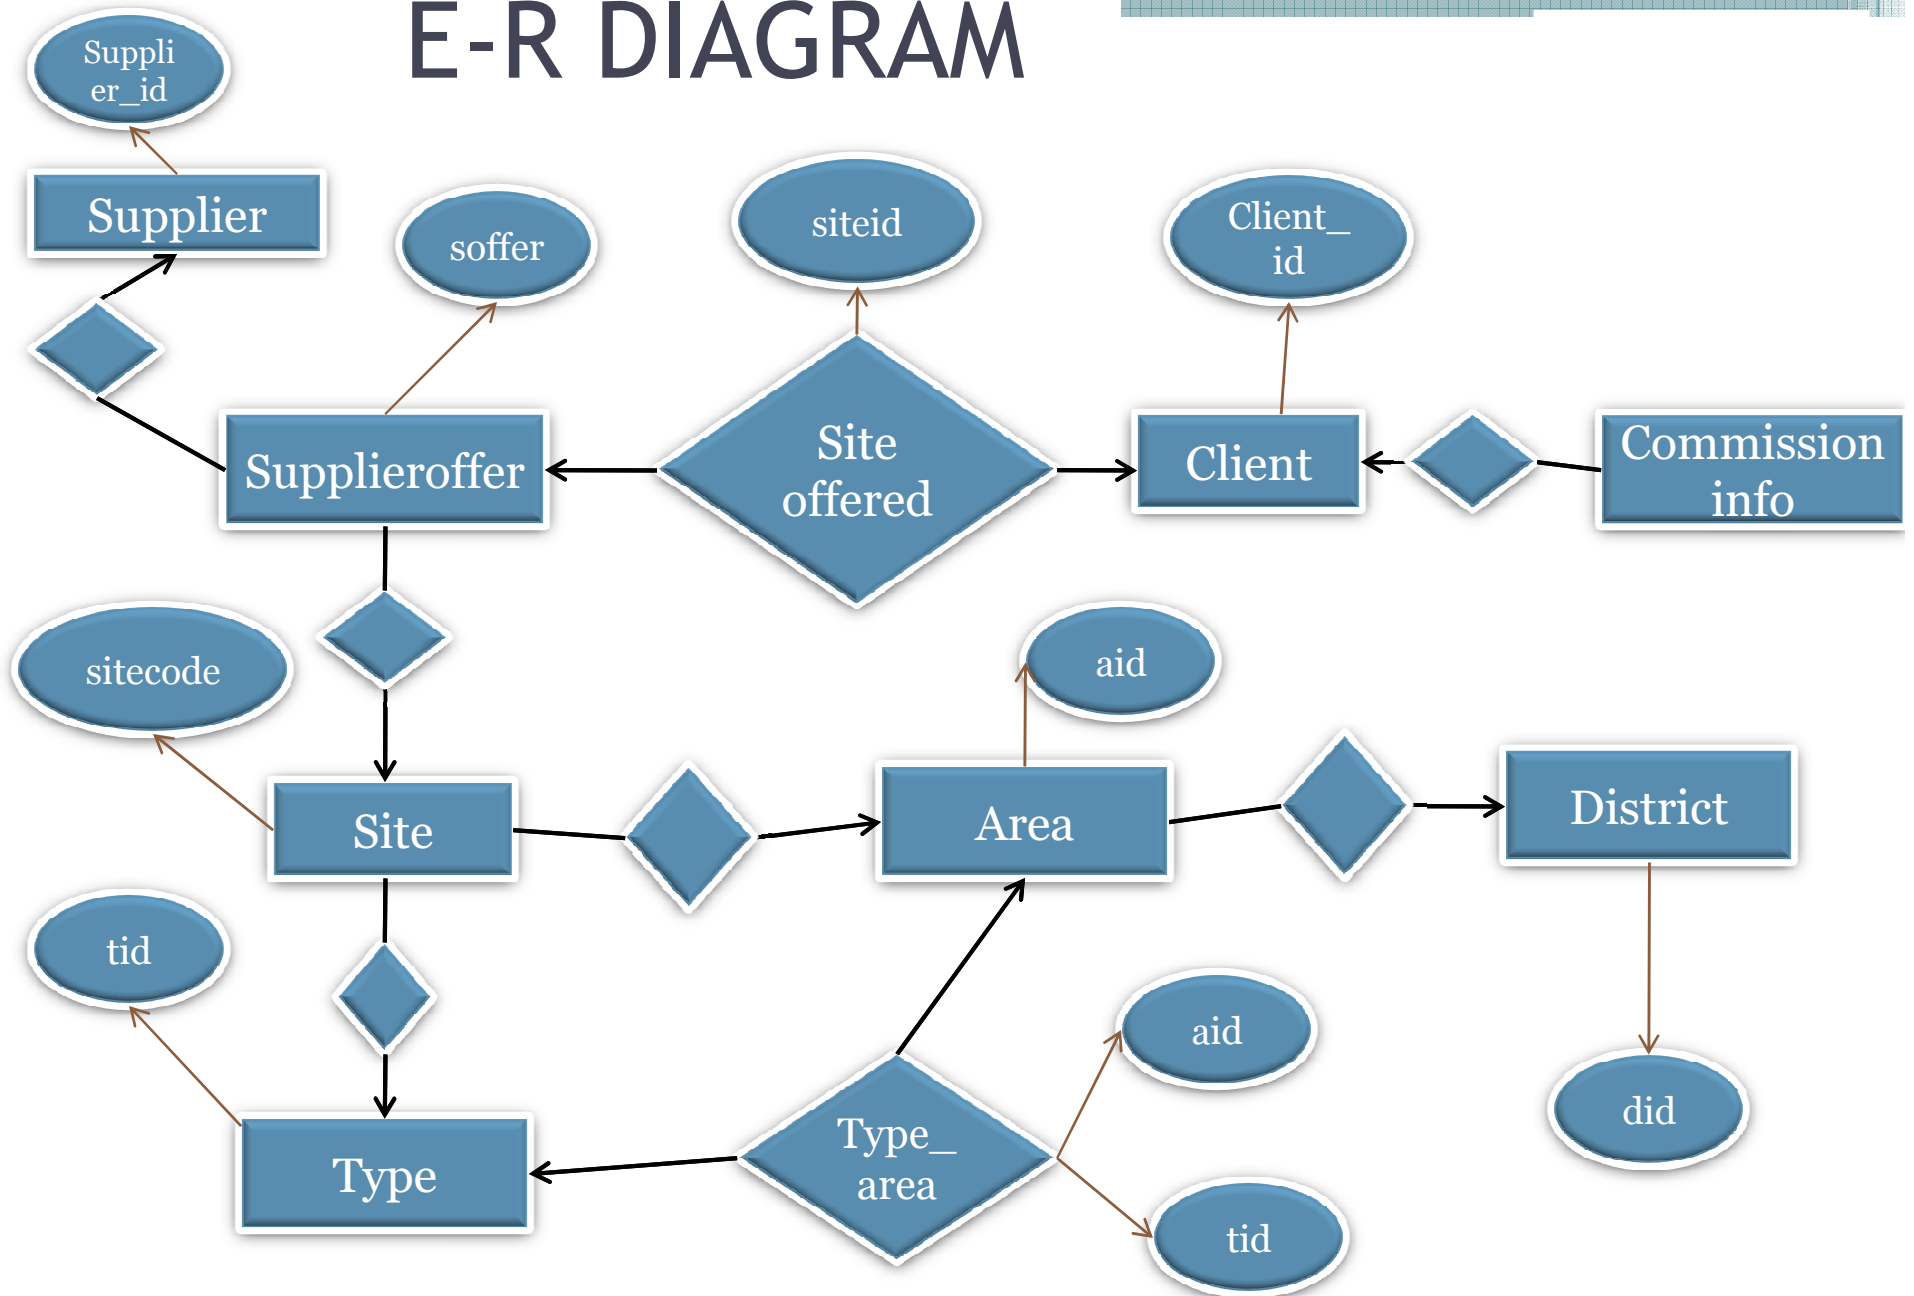 E-R DIAGRAM
Suppli
er_id
Supplier
soffer
siteid
Client_
id
Supplieroffer
Site
offered
Client
Commission
info
sitecode
aid
Site
Area
District
tid
aid
did
Type
Type_
area
tid